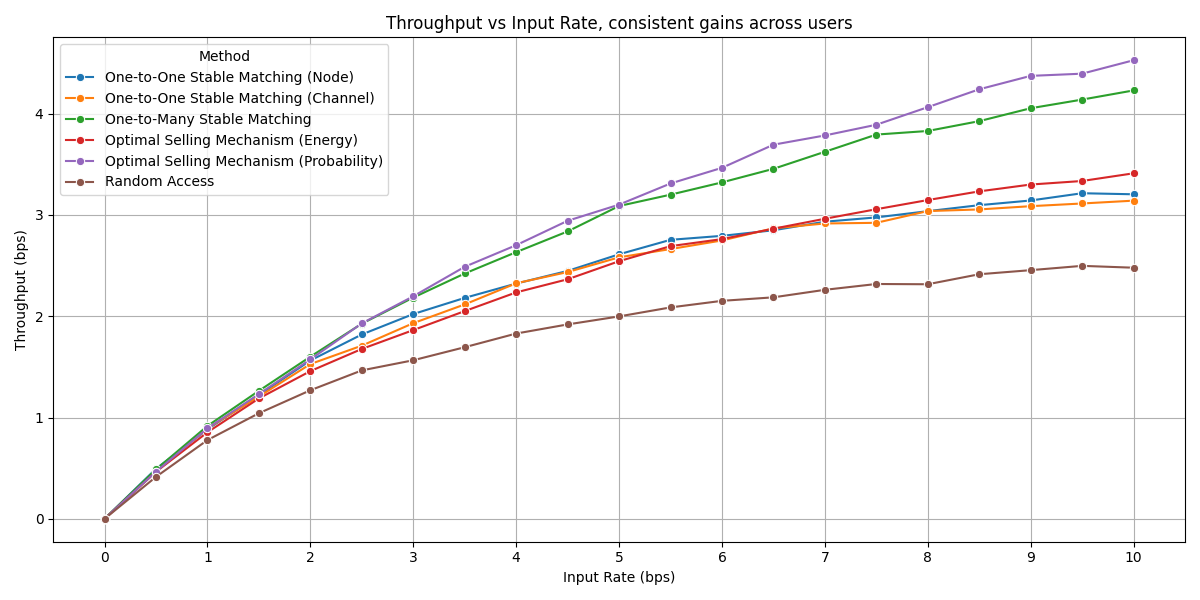 Throughput vs Input Rate, consistent gains across users
Method
One-to-One Stable Matching (Node)
One-to-One Stable Matching (Channel)
One-to-Many Stable Matching
Optimal Selling Mechanism (Energy)
Optimal Selling Mechanism (Probability)
Random Access
Throughput (bps)
4
3
2
1
0
0 1 2 3 4 5 6 7 8 9 10
Input Rate (bps)